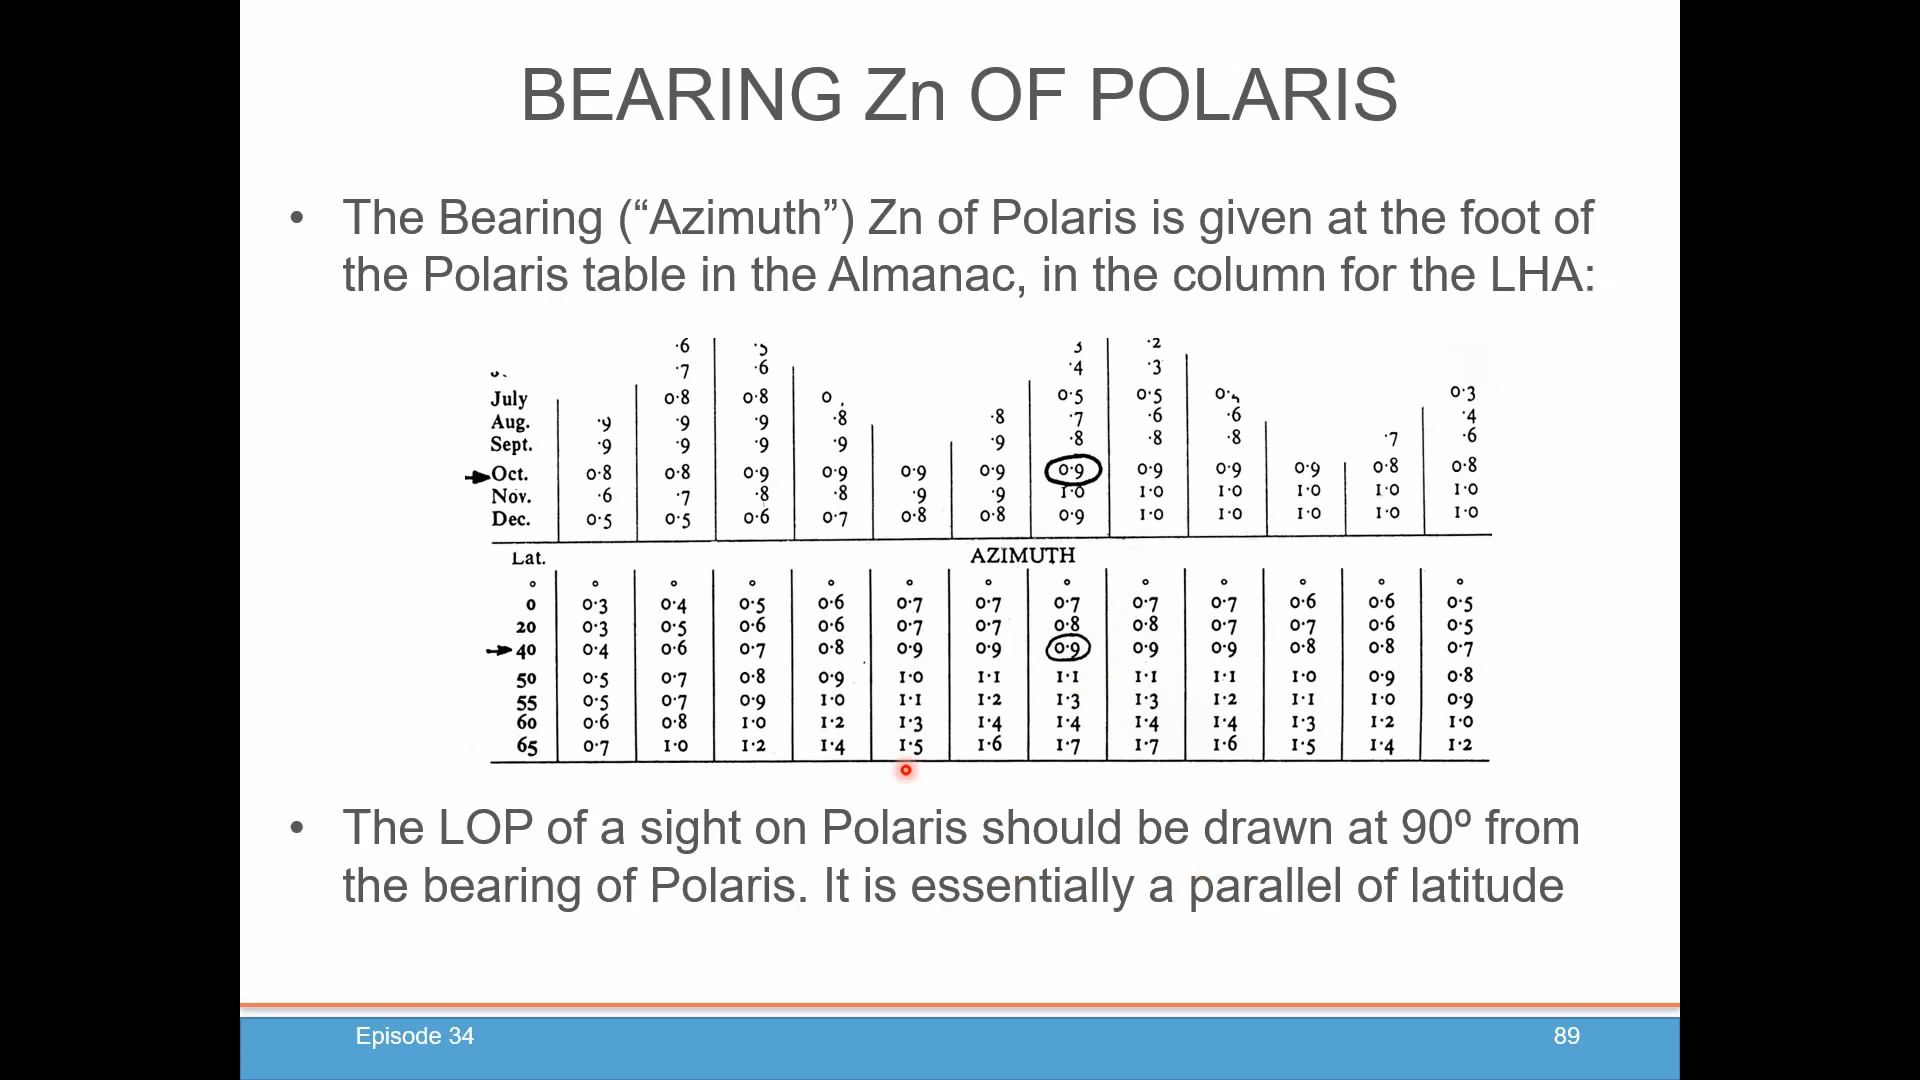 BEARING Zn OF POLARIS
• The Bearing (“Azimuth”) Zn of Polaris is given at the foot of
the Polaris table in the Almanac, in the column for the LHA:
·6 ·5 3 ·2
·7 ·6 ·4 ·3
July 0·8 0·8 0 0·5 0·5 0· 0·3
Aug. ·9 ·9 ·9 ·8 ·8 ·7 ·6 ·6 ·4
Sept. ·9 ·9 ·9 ·9 ·9 ·8 ·8 ·8 ·7 ·6
Oct. 0·8 0·8 0·9 0·9 0·9 0·9 0·9 0·9 0·9 0·9 0·8 0·8
Nov. ·6 ·7 ·8 ·8 ·9 ·9 1·0 1·0 1·0 1·0 1·0 1·0
Dec. 0·5 0·5 0·6 0·7 0·8 0·8 0·9 1·0 1·0 1·0 1·0 1·0
Lat. AZIMUTH
° ° ° ° ° ° ° ° ° ° ° ° °
0 0·3 0·4 0·5 0·6 0·7 0·7 0·7 0·7 0·7 0·6 0·6 0·5
20 0·3 0·5 0·6 0·6 0·7 0·7 0·8 0·8 0·7 0·7 0·6 0·5
40 0·4 0·6 0·7 0·8 0·9 0·9 0·9 0·9 0·9 0·8 0·8 0·7
50 0·5 0·7 0·8 0·9 1·0 1·1 1·1 1·1 1·1 1·0 0·9 0·8
55 0·5 0·7 0·9 1·0 1·1 1·2 1·3 1·3 1·2 1·1 1·0 0·9
60 0·6 0·8 1·0 1·2 1·3 1·4 1·4 1·4 1·4 1·3 1·2 1·0
65 0·7 1·0 1·2 1·4 1·5 1·6 1·7 1·7 1·6 1·5 1·4 1·2
• The LOP of a sight on Polaris should be drawn at 90º from
the bearing of Polaris. It is essentially a parallel of latitude
Episode 34 89